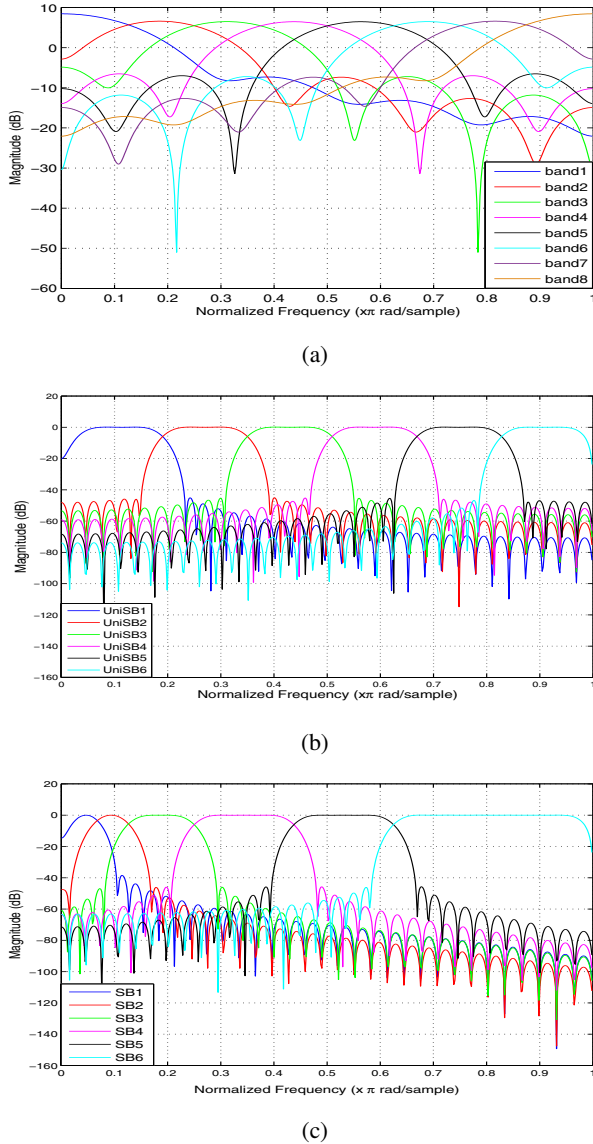 10
0
−10
−20
−30
−40
−50
−60
Magnitude (dB)
0 0.1 0.2 0.3 0.4 0.5 0.6 0.7 0.8 0.9 1
Normalized Frequency (xπ rad/sample)
band1
band2
band3
band4
band5
band6
band7
band8
(a)
20
0
−20
−40
−60
−80
−100
−120
−140
−160
Magnitude (dB)
0 0.1 0.2 0.3 0.4 0.5 0.6 0.7 0.8 0.9 1
Normalized Frequency (xπ rad/sample)
UniSB1
UniSB2
UniSB3
UniSB4
UniSB5
UniSB6
(b)
20
0
−20
−40
−60
−80
−100
−120
−140
−160
Magnitude (dB)
0 0.1 0.2 0.3 0.4 0.5 0.6 0.7 0.8 0.9 1
Normalized Frequency (x π rad/sample)
SB1
SB2
SB3
SB4
SB5
SB6
(c)